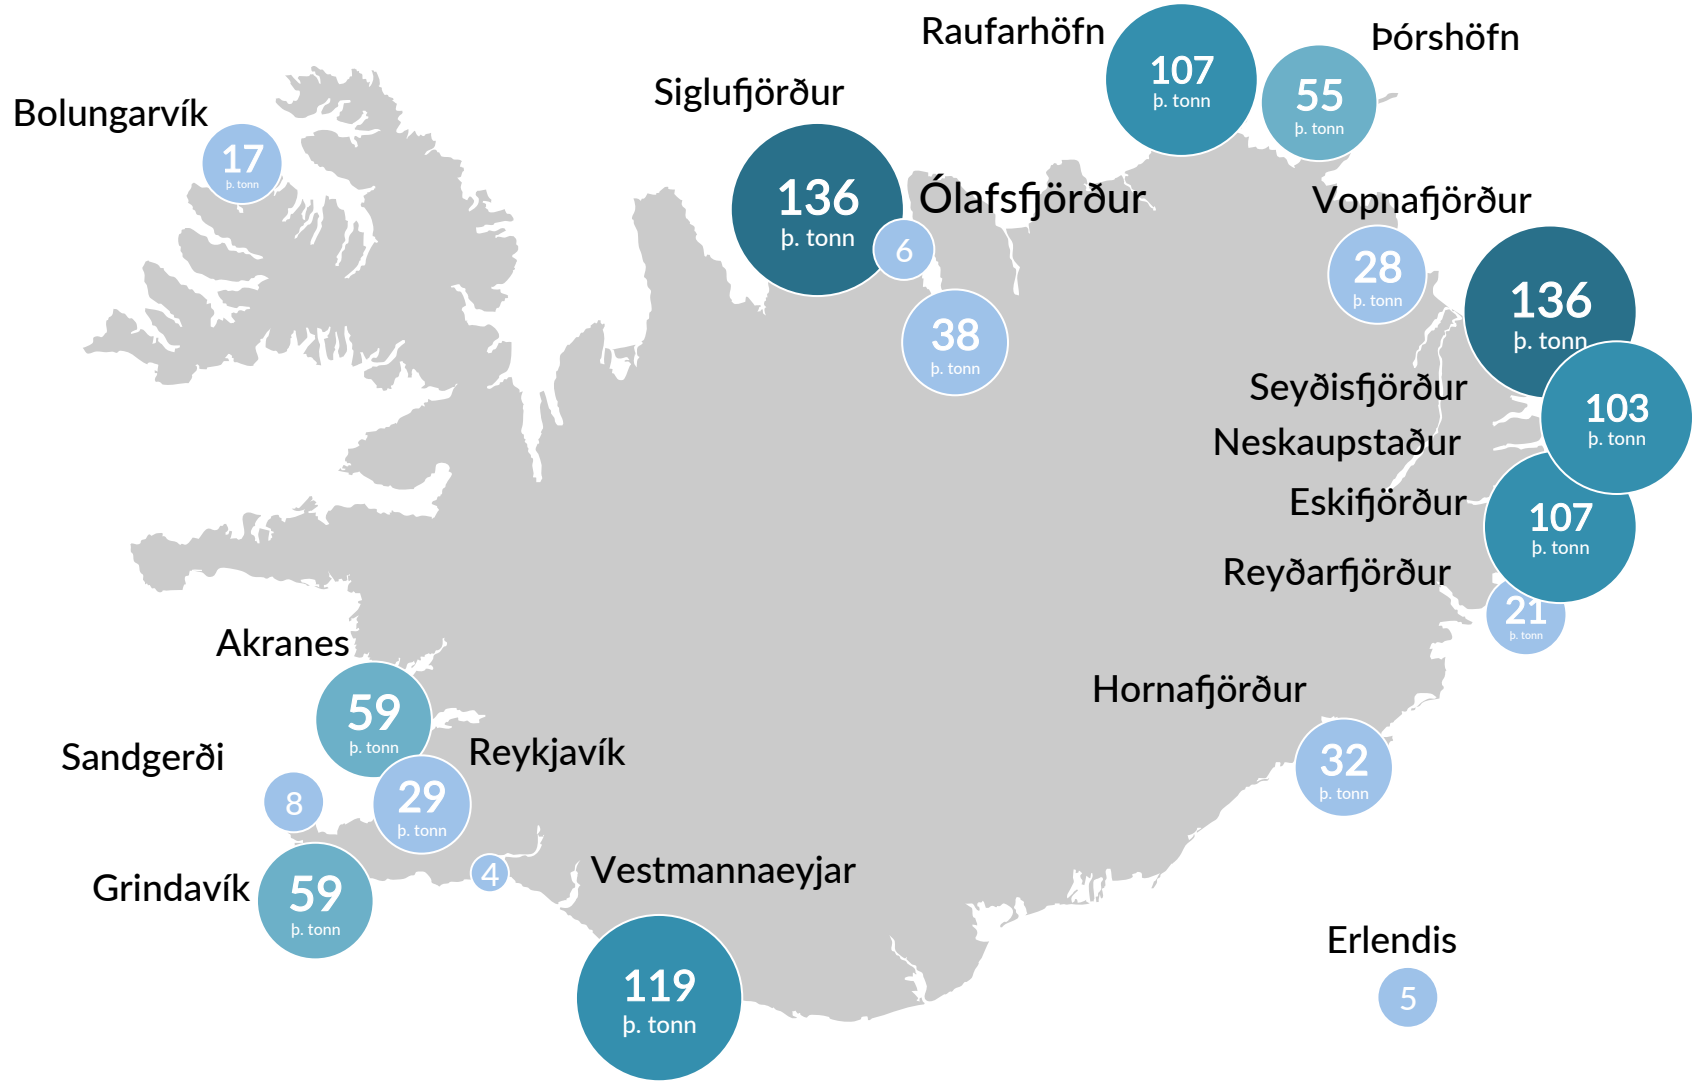 Raufarhöfn
107
þ. tonn
Þórshöfn
55
þ. tonn
Siglufjörður
136
þ. tonn
Bolungarvík
17
þ. tonn
Ólafsfjörður
6
38
þ. tonn
Vopnafjörður
28
þ. tonn
136
þ. tonn
Seyðisfjörður
103
þ. tonn
Neskaupstaður
Eskifjörður
107
þ. tonn
Reyðarfjörður
21
þ. tonn
Akranes
59
þ. tonn
Hornafjörður
32
þ. tonn
Sandgerði
8
Reykjavík
29
þ. tonn
Grindavík
59
þ. tonn
4
Vestmannaeyjar
119
þ. tonn
Erlendis
5